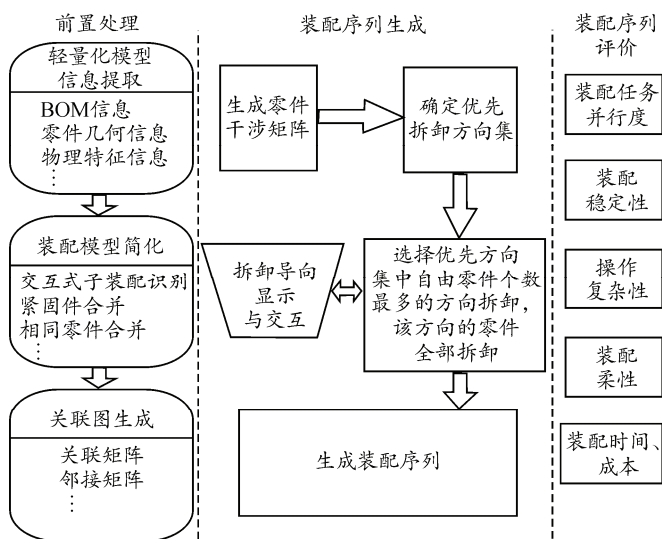 前置处理
轻量化模型
信息提取
BOM信息
零件几何信息
物理特征信息
⋮
装配模型简化
交互式子装配识别
紧固件合并
相同零件合并
⋮
关联图生成
关联矩阵
邻接矩阵
⋮
装配序列生成
生成零件
干涉矩阵
确定优先
拆卸方向集
拆卸导向
显示
与交互
选择优先方向
集中自由零件个数
最多的方向拆卸，
该方向的零件
全部拆卸
生成装配序列
装配序列
评价
装配任务
并行度
装配
稳定性
操作
复杂性
装配
柔性
装配时间、
成本